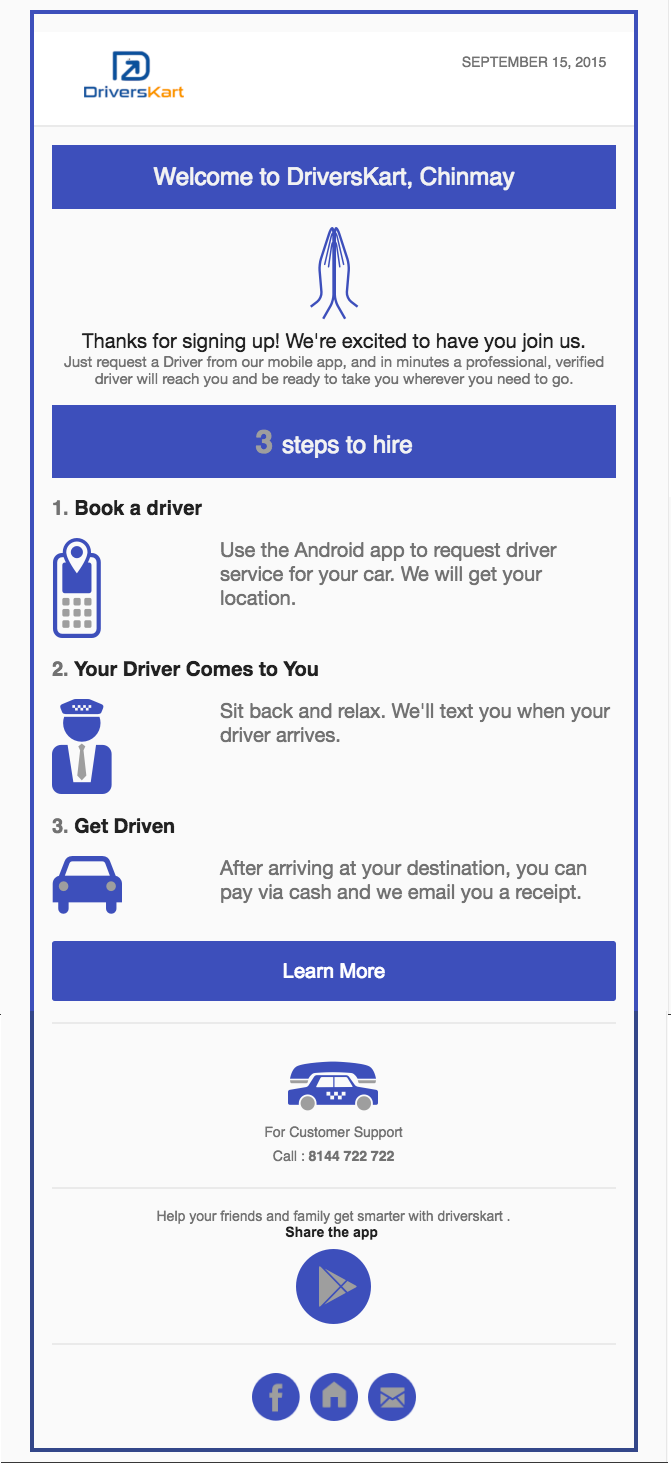 DriversKart
SEPTEMBER 15, 2015
Welcome to DriversKart, Chinmay
Thanks for signing up! We're excited to have you join us.
Just request a Driver from our mobile app, and in minutes a professional, verified
driver will reach you and be ready to take you wherever you need to go.
3 steps to hire
1. Book a driver
Use the Android app to request driver
service for your car. We will get your
location.
2. Your Driver Comes to You
Sit back and relax. We'll text you when your
driver arrives.
3. Get Driven
After arriving at your destination, you can
pay via cash and we email you a receipt.
Learn More
For Customer Support
Call : 8144 722 722
Help your friends and family get smarter with driverskart .
Share the app